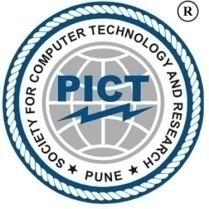 ®
★ SOCIETY FOR COMPUTER TECHNOLOGY AND RESEARCH ★
PICT
PUNE